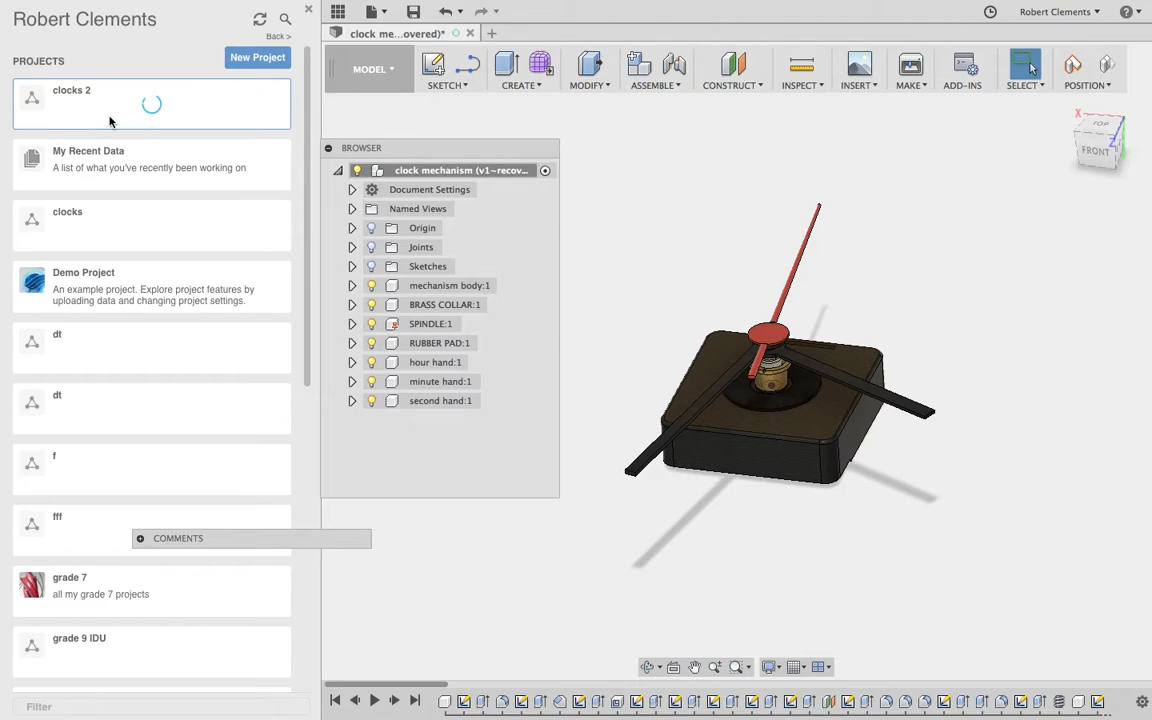 Robert Clements
Back >
PROJECTS
New Project
clocks 2
My Recent Data
A list of what you've recently been working on
clocks
Demo Project
An example project. Explore project features by
uploading data and changing project settings.
dt
dt
f
fff
COMMENTS
grade 7
all my grade 7 projects
grade 9 IDU
Filter
Robert Clements
clock me...overed)*
MODEL
SKETCH
CREATE
MODIFY
ASSEMBLE
CONSTRUCT
INSPECT
INSERT
MAKE
ADD-INS
SELECT
POSITION
X
TOP
Z
FRONT
BROWSER
clock mechanism (v1~recov...
Document Settings
Named Views
Origin
Joints
Sketches
mechanism body:1
BRASS COLLAR:1
SPINDLE:1
RUBBER PAD:1
hour hand:1
minute hand:1
second hand:1